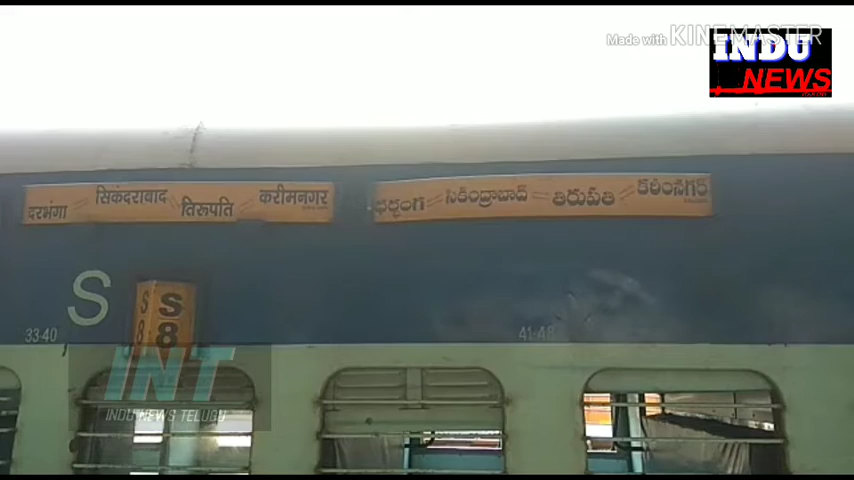 Made with KINEMASTER
INDU
NEWS
दरभंगा सिकंदराबाद तिरूपति करीमनगर
దర్భంగ సికింద్రాబాద్ తిరుపతి కరీంనగర్
S
S8
S8
33-40
41-48
INT
INDU NEWS TELUGU